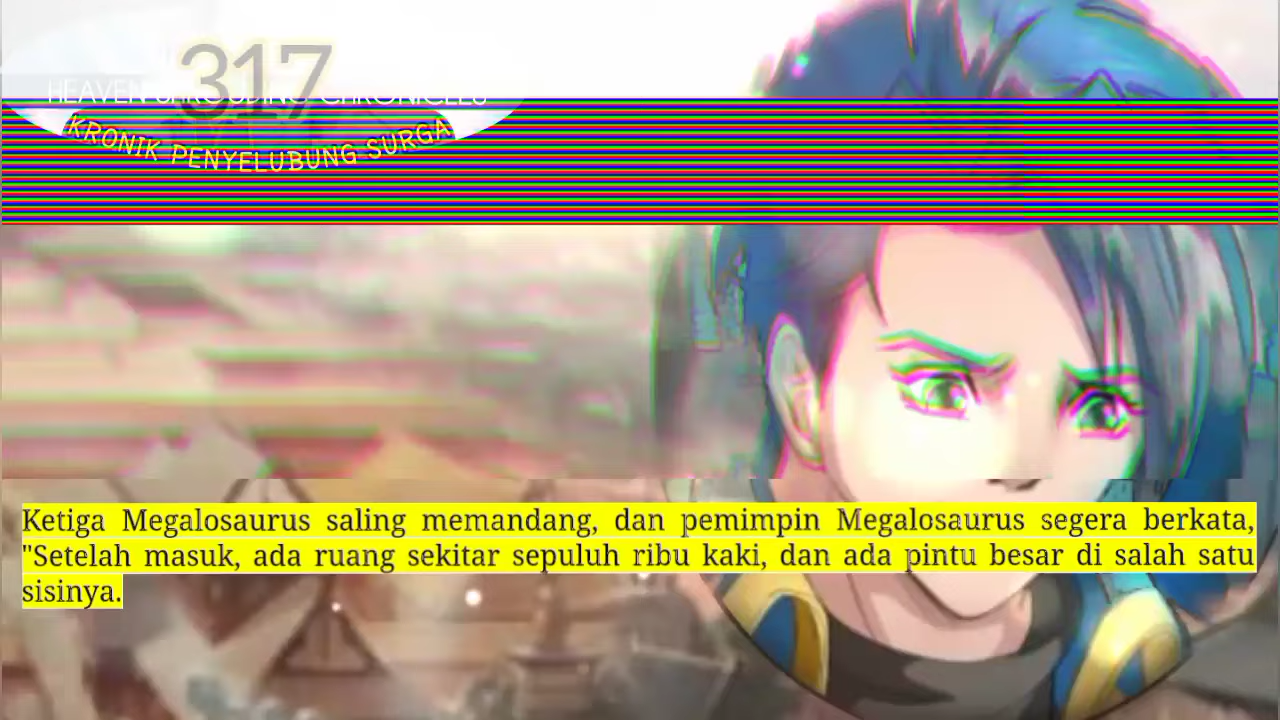 317
HEAVEN SHROUDING CHRONICLES
KRONIK PENYELUBUNG SURGA
Ketiga Megalosaurus saling memandang, dan pemimpin Megalosaurus segera berkata,
"Setelah masuk, ada ruang sekitar sepuluh ribu kaki, dan ada pintu besar di salah satu
sisinya.